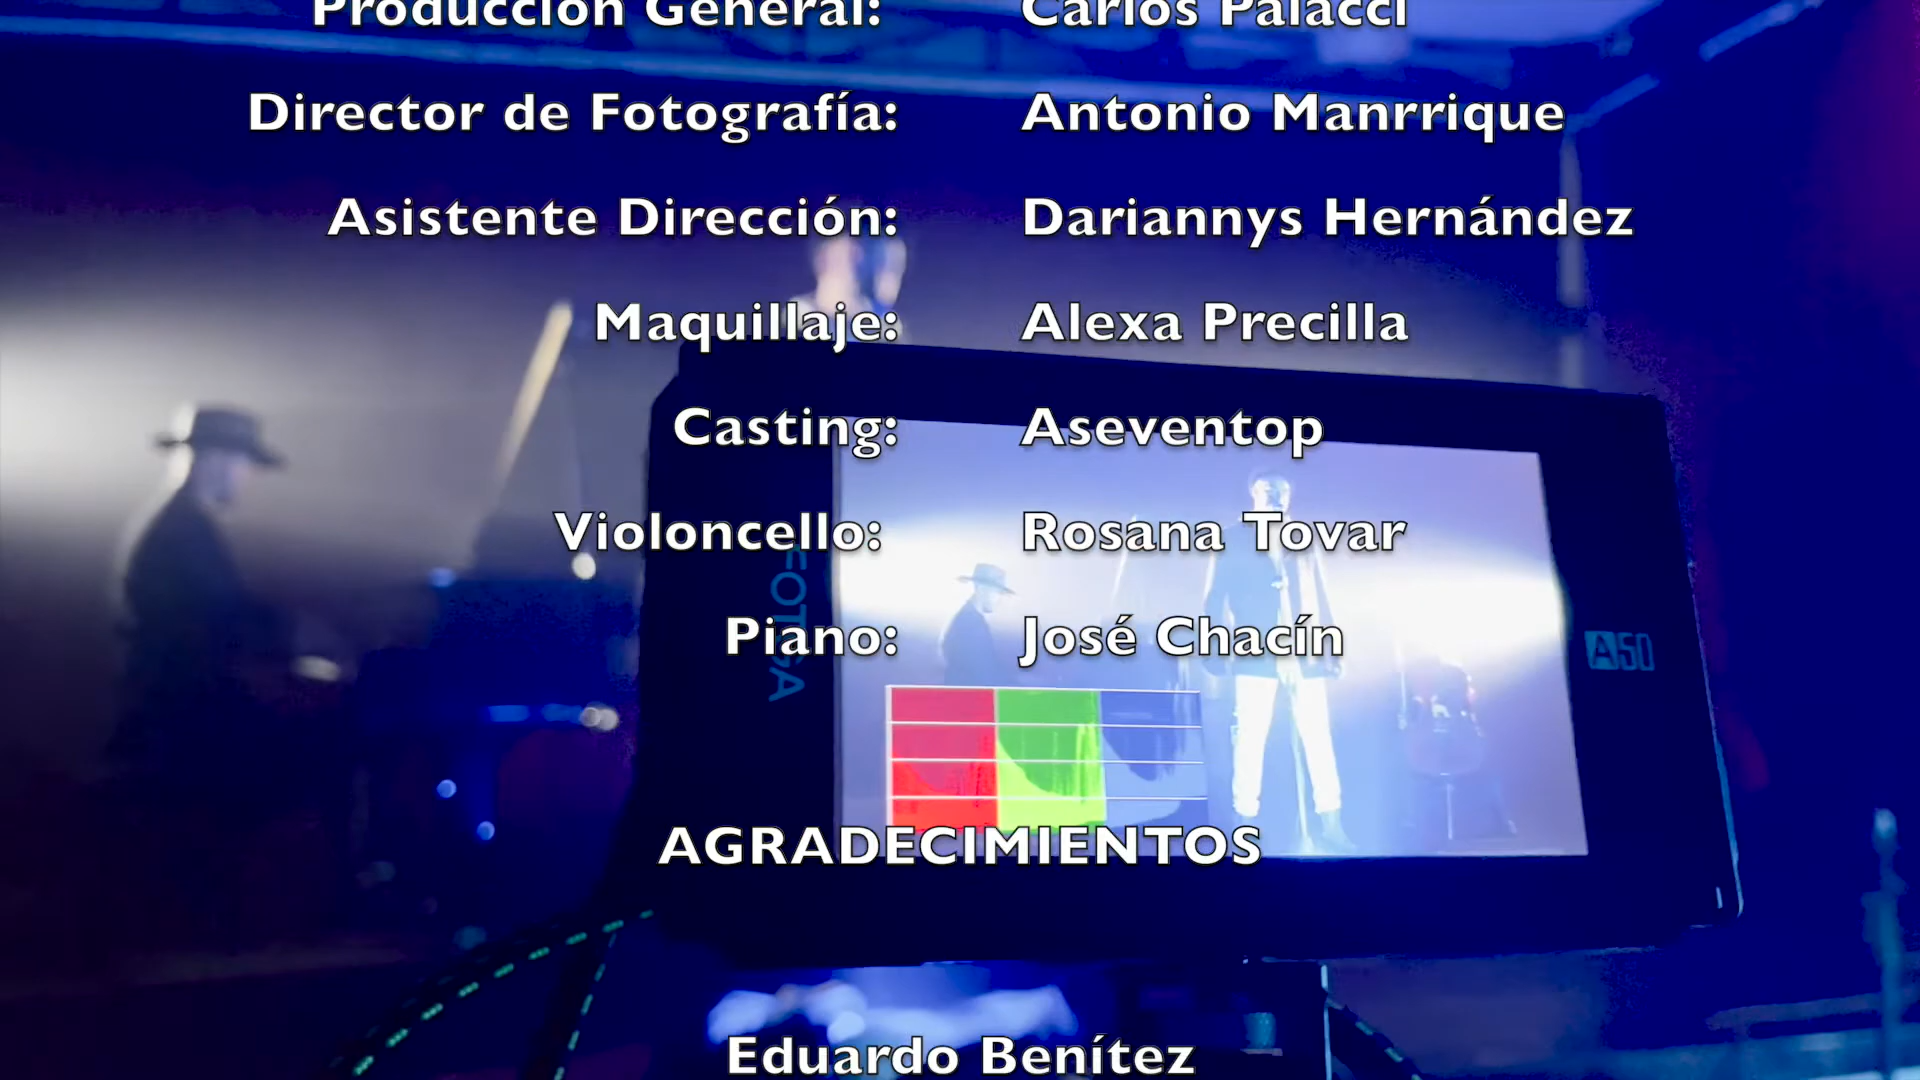 Producción General: Carlos Palacci
Director de Fotografía: Antonio Manrrique
Asistente Dirección: Dariannys Hernández
Maquillaje: Alexa Precilla
Casting: Aseventop
Violoncello: Rosana Tovar
Piano: José Chacín
FOTGA
A50
AGRADECIMIENTOS
Eduardo Benítez